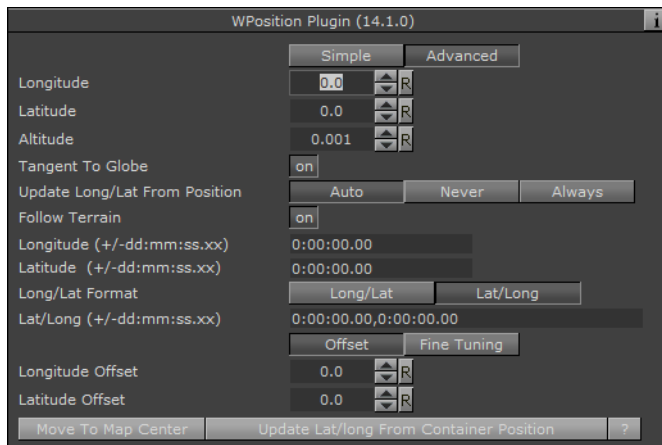 WPosition Plugin (14.1.0) i
Simple Advanced
Longitude 0.0 R
Latitude 0.0 R
Altitude 0.001 R
Tangent To Globe on
Update Long/Lat From Position Auto Never Always
Follow Terrain on
Longitude (+/-dd:mm:ss.xx) 0:00:00.00
Latitude (+/-dd:mm:ss.xx) 0:00:00.00
Long/Lat Format Long/Lat Lat/Long
Lat/Long (+/-dd:mm:ss.xx) 0:00:00.00,0:00:00.00
Offset Fine Tuning
Longitude Offset 0.0 R
Latitude Offset 0.0 R
Move To Map Center Update Lat/long From Container Position ?